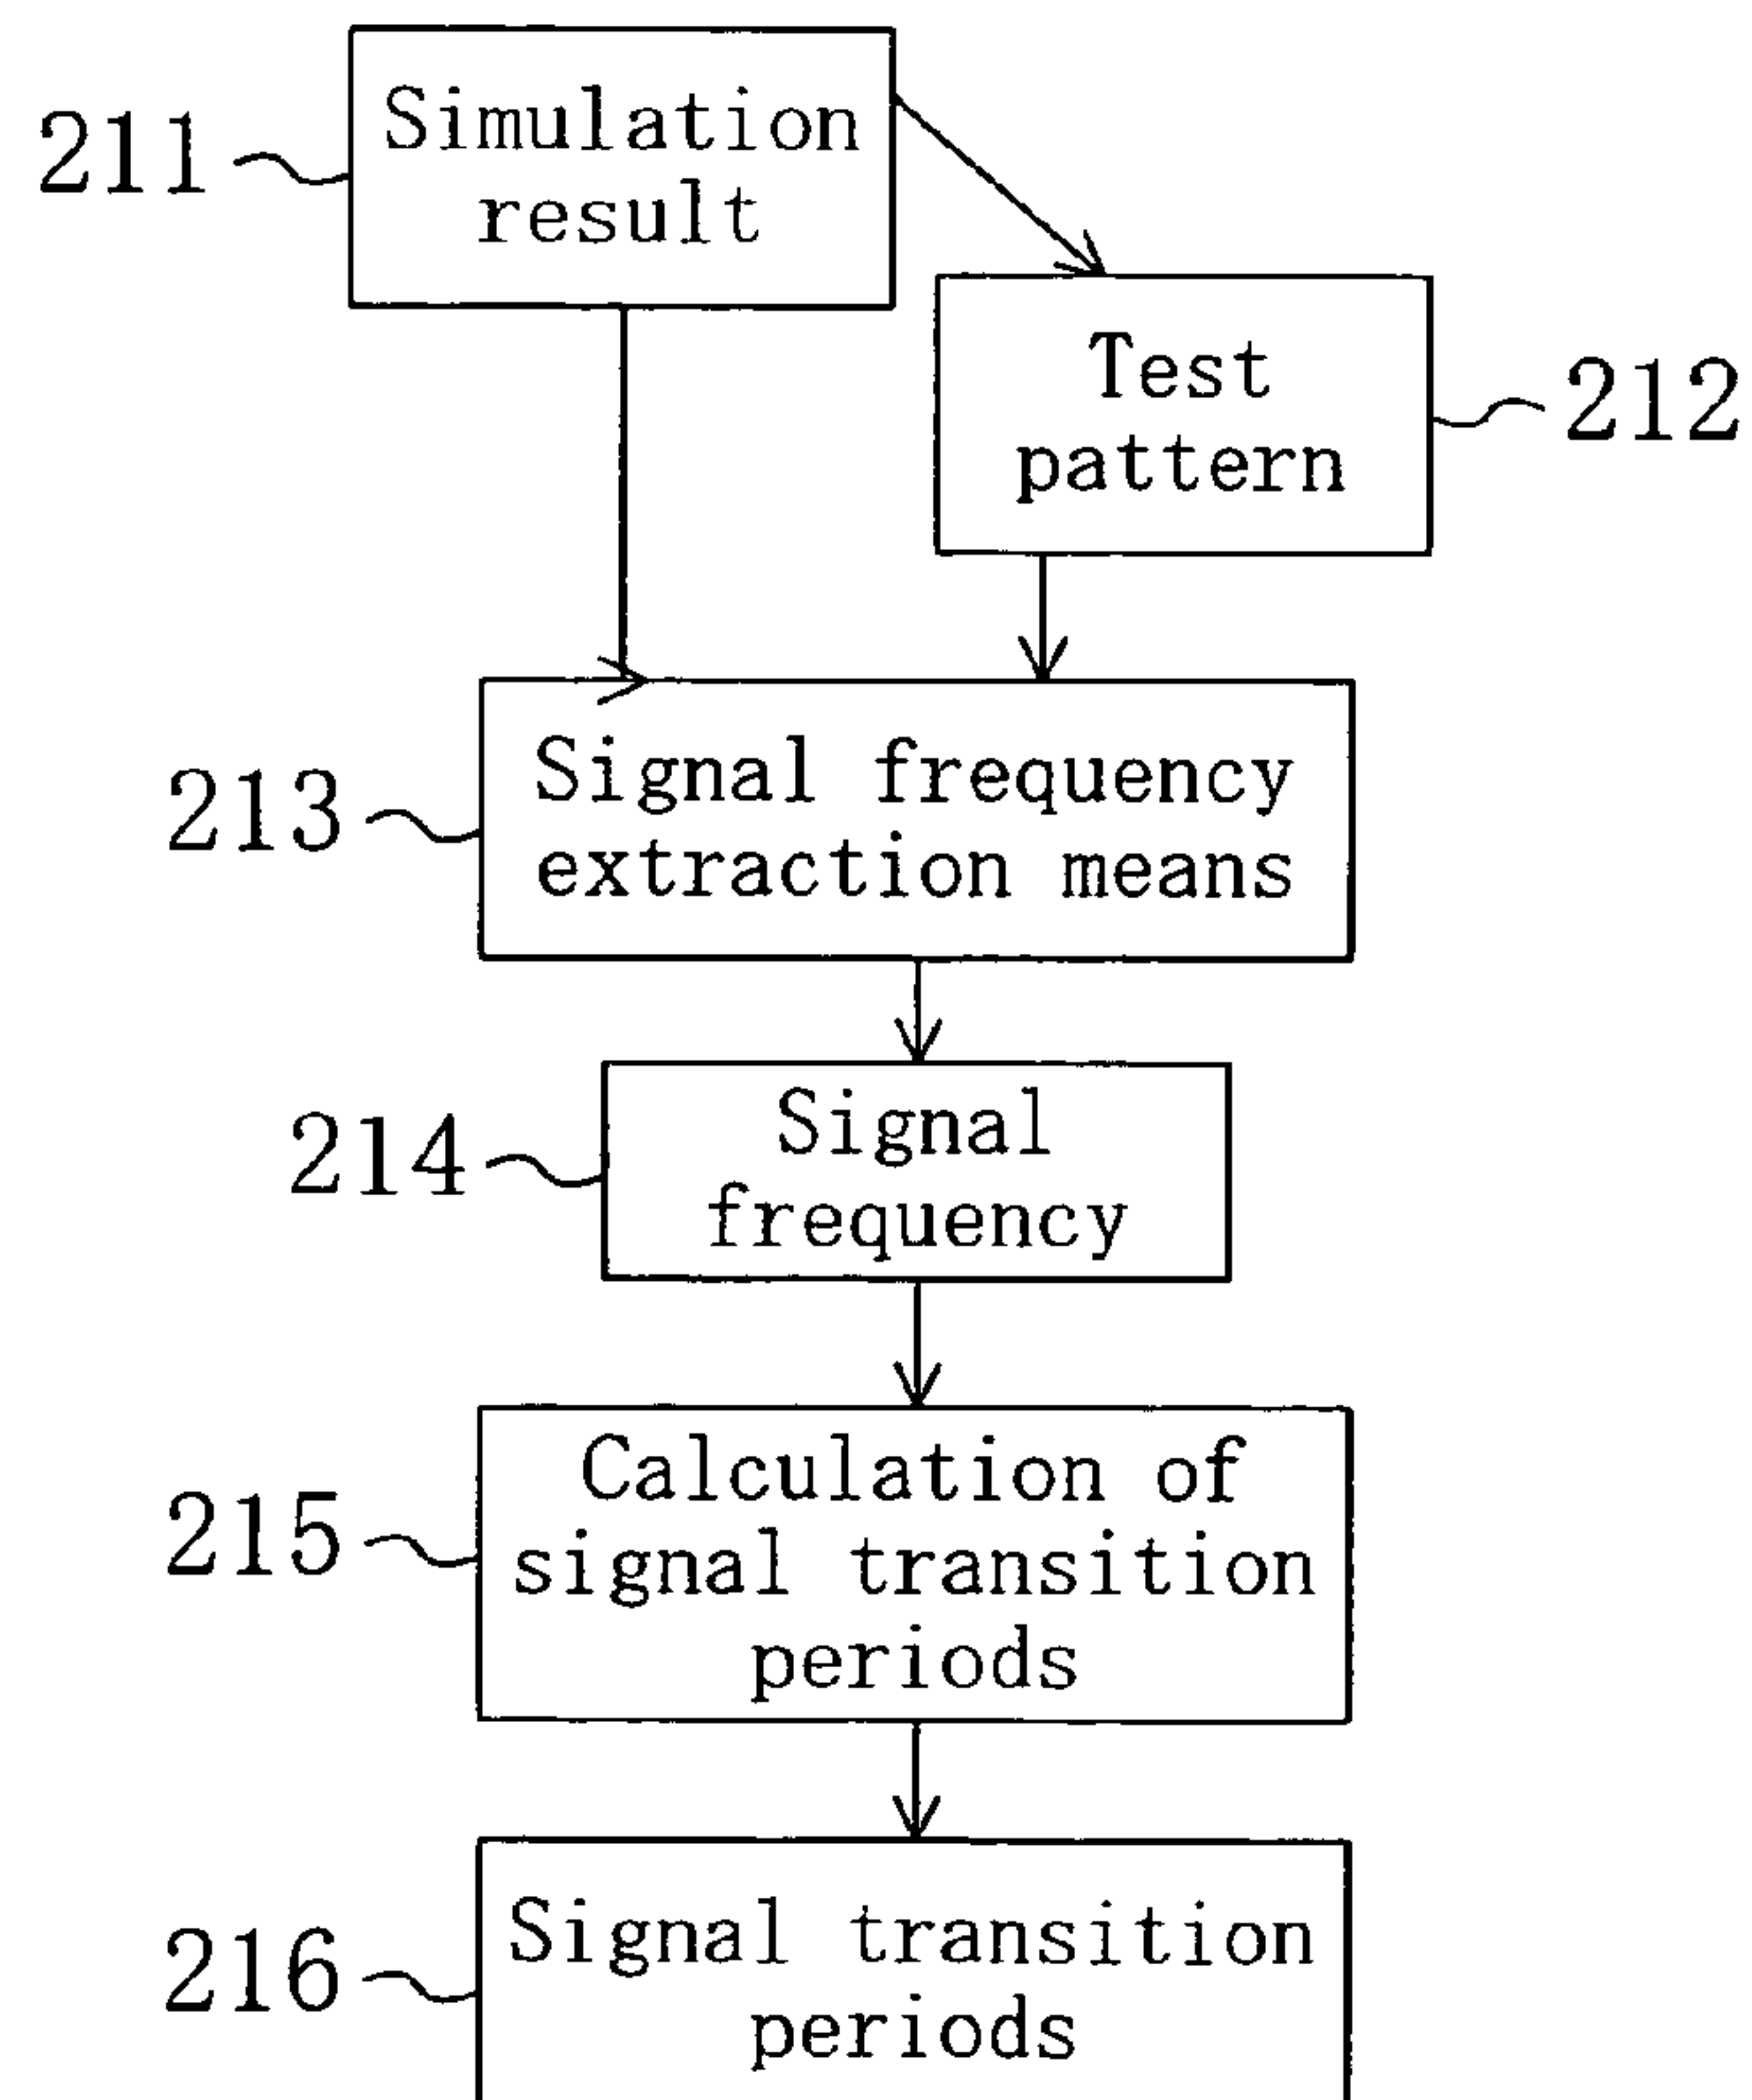 211
Simulation
result
Test
pattern
212
213
Signal frequency
extraction means
214
Signal
frequency
215
Calculation of
signal transition
periods
216
Signal transition
periods